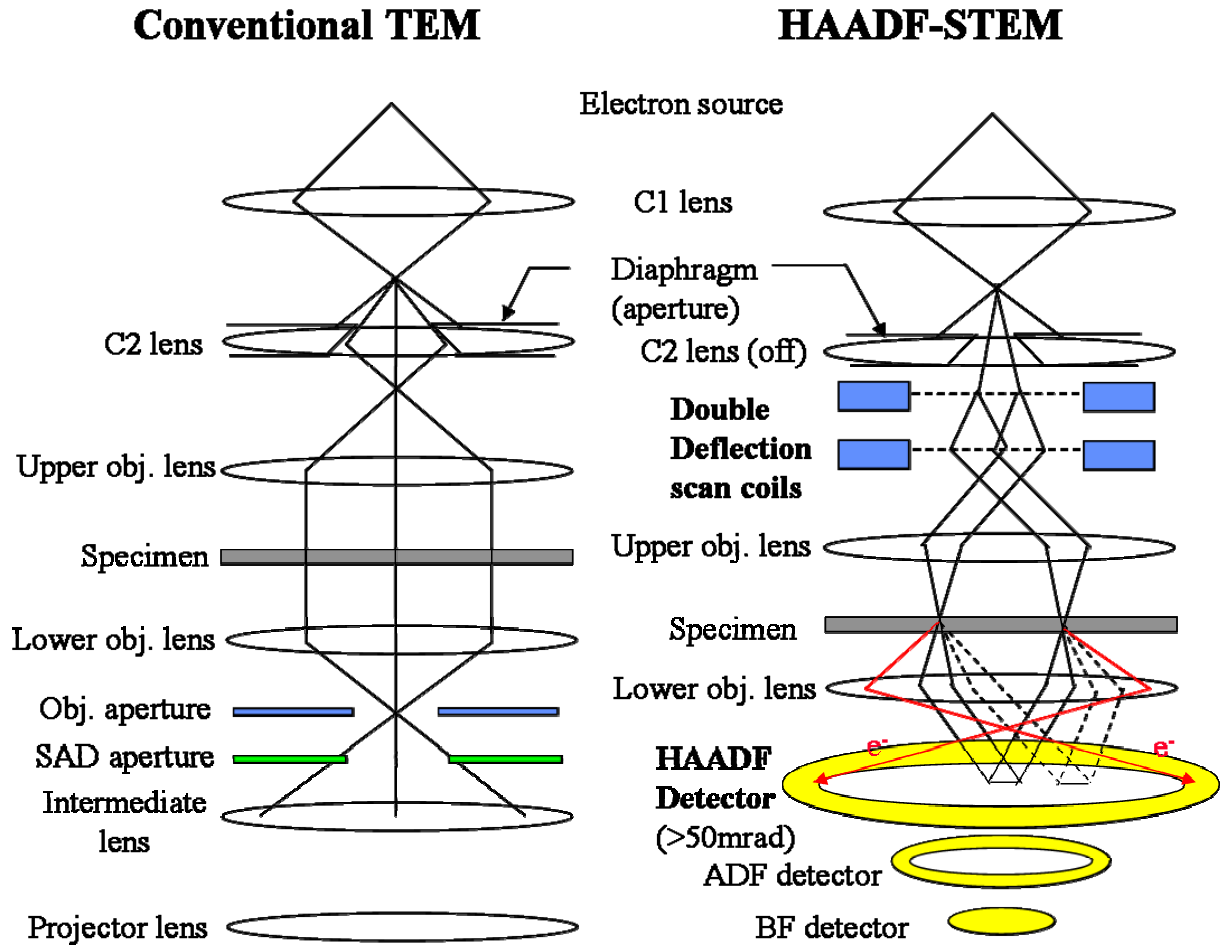 Conventional TEM
HAADF-STEM
Electron source
C1 lens
Diaphragm
(aperture)
C2 lens
C2 lens (off)
Double
Deflection
scan coils
Upper obj. lens
Upper obj. lens
Specimen
Specimen
Lower obj. lens
Lower obj. lens
Obj. aperture
SAD aperture
e-
e-
HAADF
Detector
(>50mrad)
Intermediate
lens
ADF detector
Projector lens
BF detector